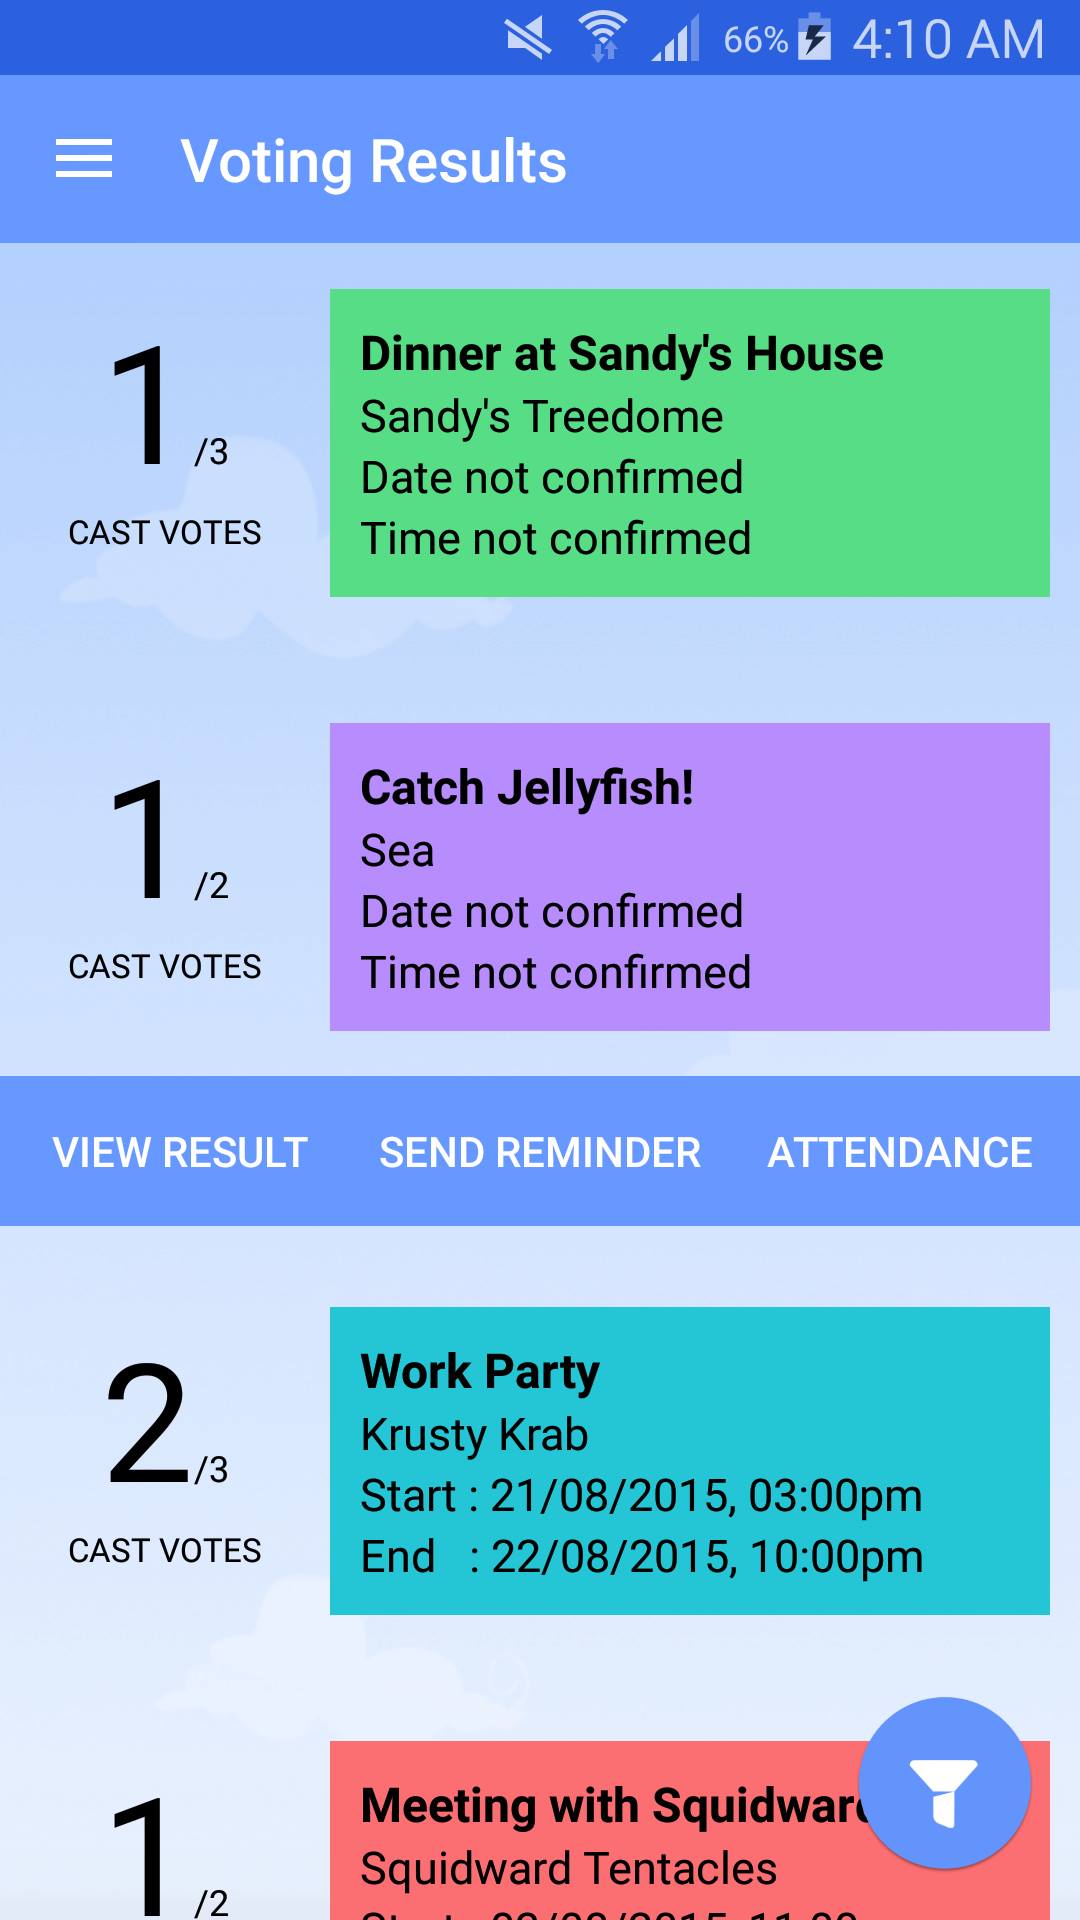 66% 4:10 AM
Voting Results
1/3
CAST VOTES
Dinner at Sandy's House
Sandy's Treedome
Date not confirmed
Time not confirmed
1/2
CAST VOTES
Catch Jellyfish!
Sea
Date not confirmed
Time not confirmed
VIEW RESULT SEND REMINDER ATTENDANCE
2/3
CAST VOTES
Work Party
Krusty Krab
Start : 21/08/2015, 03:00pm
End : 22/08/2015, 10:00pm
1/2
Meeting with Squidward
Squidward Tentacles